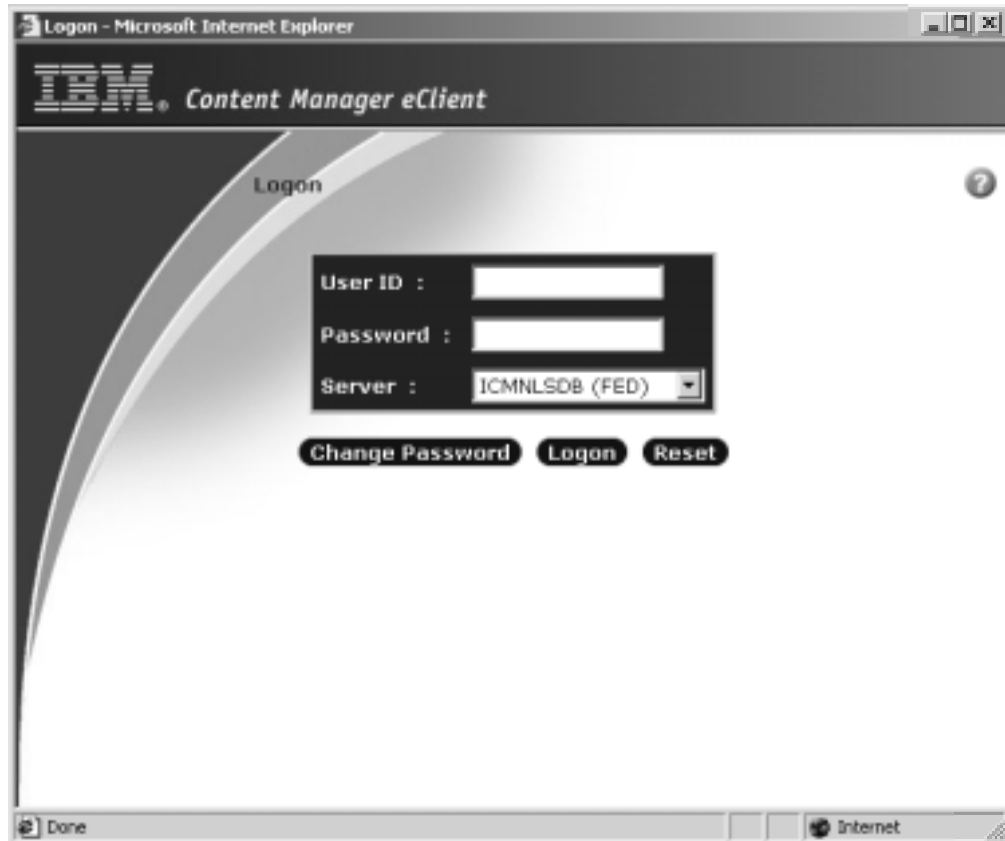 Logon - Microsoft Internet Explorer
IBM® Content Manager eClient
Logon
?
User ID :
Password :
Server : ICMNLSDB (FED)
Change Password Logon Reset
Done Internet